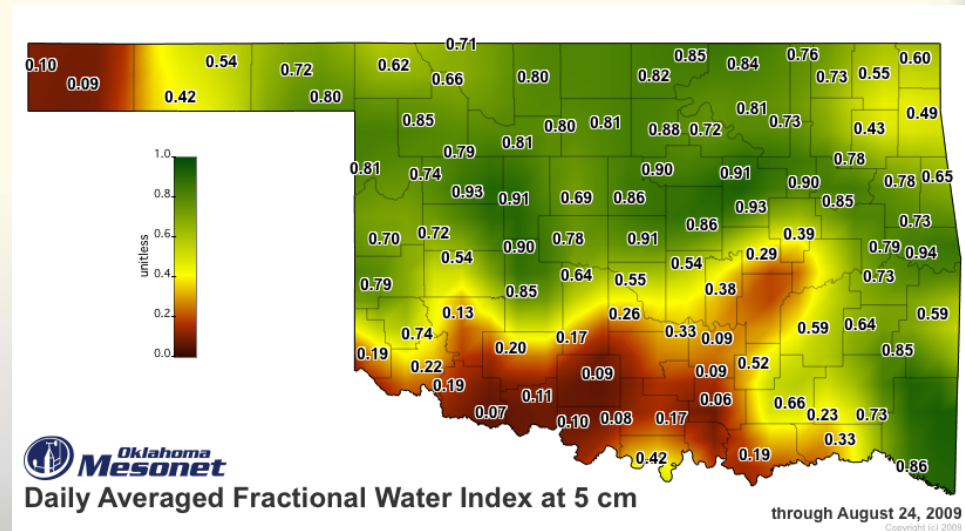 0.71
0.10 0.54 0.72 0.62 0.66 0.80 0.82 0.85 0.84 0.76 0.73 0.55 0.60
0.09 0.42 0.80
0.85 0.80 0.81 0.88 0.72 0.81 0.73 0.43 0.49
0.79 0.81 0.78
1.0 0.81 0.74 0.90 0.91 0.90 0.78 0.65
0.8 0.93 0.91 0.69 0.86 0.93 0.85
0.6 0.70 0.72 0.90 0.78 0.91 0.86 0.39 0.73
unitless 0.54 0.54 0.29 0.79 0.94
0.4 0.79 0.85 0.64 0.55 0.38 0.73
0.2 0.13 0.26 0.59 0.64 0.59
0.74 0.17 0.33 0.09
0.0 0.19 0.20 0.85
0.22 0.09 0.09 0.52
0.19 0.11 0.06
0.07 0.10 0.08 0.17 0.66 0.23 0.73
0.42 0.19 0.33
0.86
Oklahoma
Mesonet
Daily Averaged Fractional Water Index at 5 cm
through August 24, 2009
Copyright (c) 2009